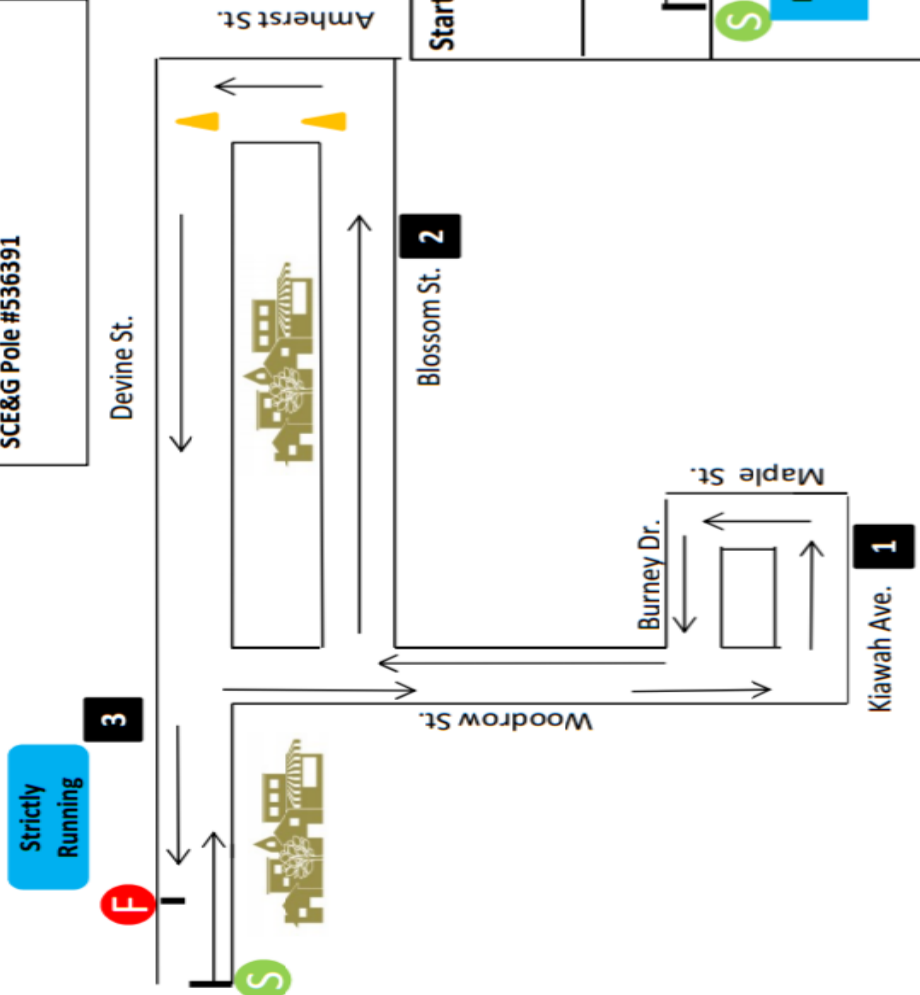 SCE&G Pole #536391
Amherst St.
Start
S
Devine St.
2
Blossom St.
Maple St.
Burney Dr.
1
Kiawah Ave.
Woodrow St.
3
Strictly
Running
F
S